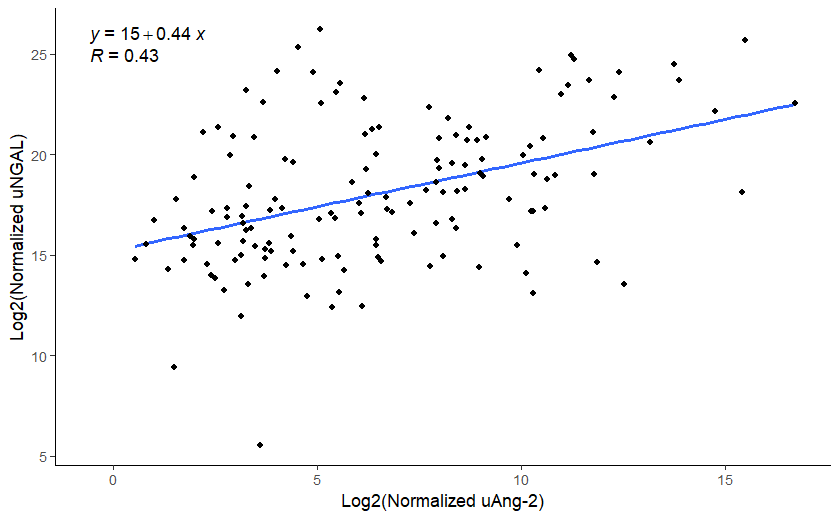 y = 15 + 0.44 x
R = 0.43
25
20
15
10
5
0 5 10 15
Log2(Normalized uNGAL)
Log2(Normalized uAng-2)